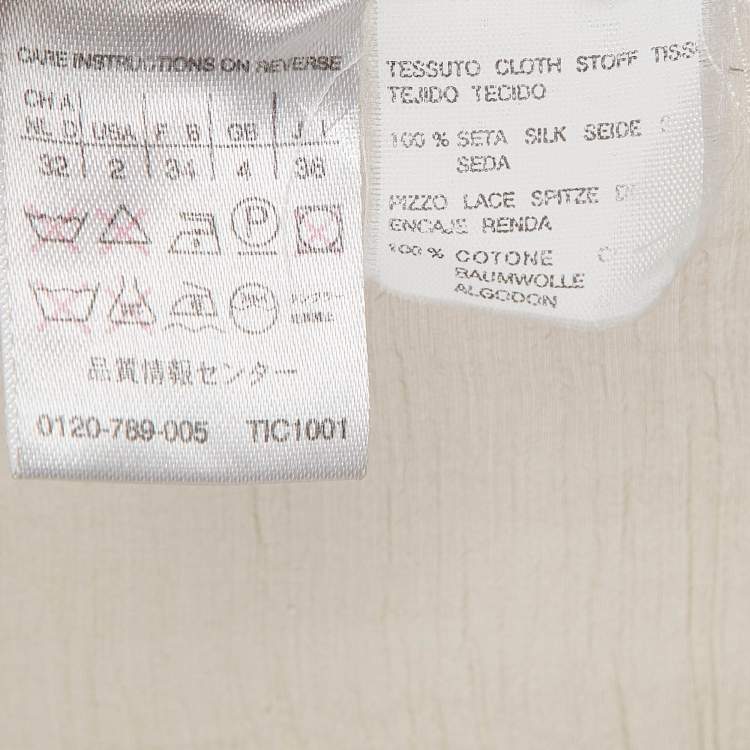 CARE INSTRUCTIONS ON REVERSE
CH A
NL D USA F B GB J I
32 2 34 4 36
P
品質情報センター
0120-789-005 TIC1001
TESSUTO CLOTH STOFF TISS
TEJIDO TECIDO
100 % SETA SILK SEIDE
SEDA
PIZZO LACE SPITZE D
ENCAJE RENDA
100 % COTONE C
BAUMWOLLE
ALGODON